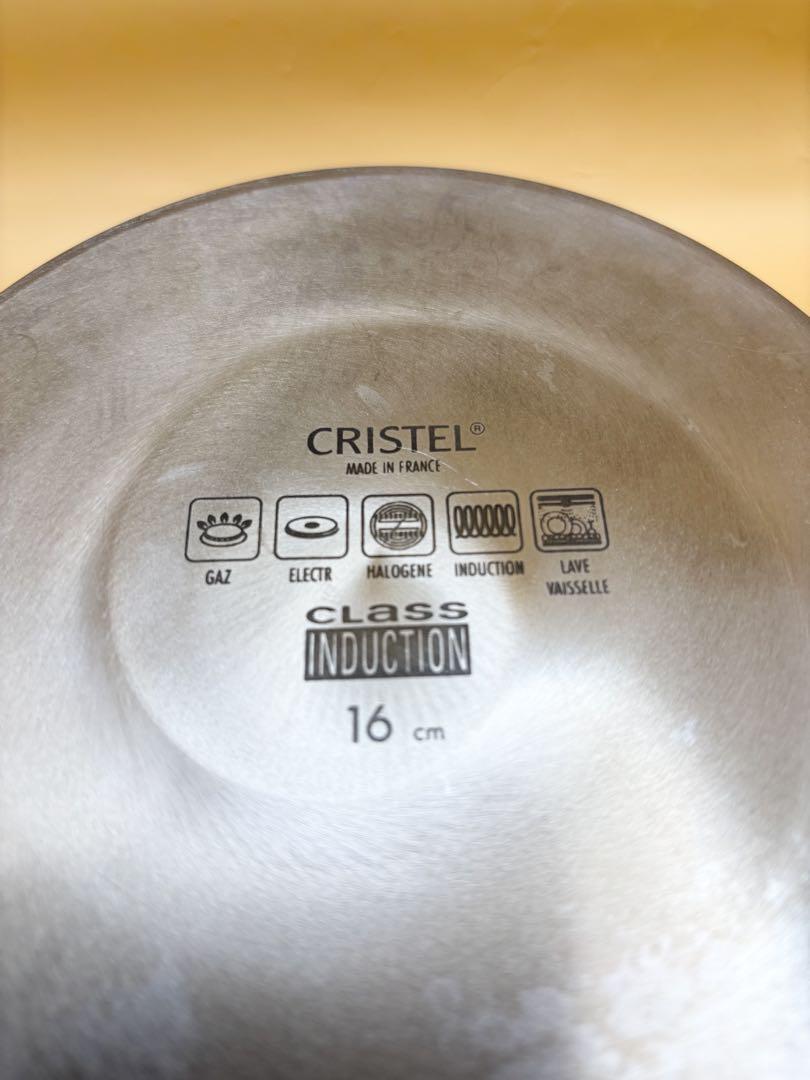 CRISTEL®
MADE IN FRANCE
GAZ ELECTR HALOGENE INDUCTION LAVE VAISSELLE
CLASS
INDUCTION
16 cm